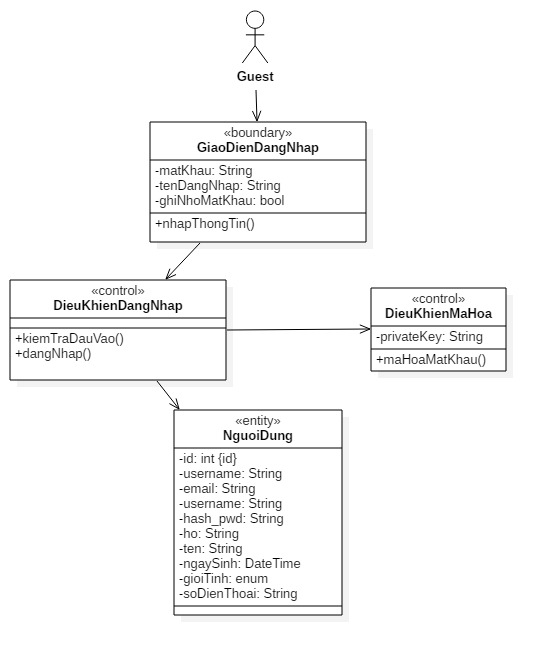 Guest
«boundary»
GiaoDienDangNhap
-matKhau: String
-tenDangNhap: String
-ghiNhoMatKhau: bool
+nhapThongTin()
«control»
DieuKhienDangNhap
+kiemTraDauVao()
+dangNhap()
«control»
DieuKhienMaHoa
-privateKey: String
+maHoaMatKhau()
«entity»
NguoiDung
-id: int {id}
-username: String
-email: String
-username: String
-hash_pwd: String
-ho: String
-ten: String
-ngaySinh: DateTime
-gioiTinh: enum
-soDienThoai: String